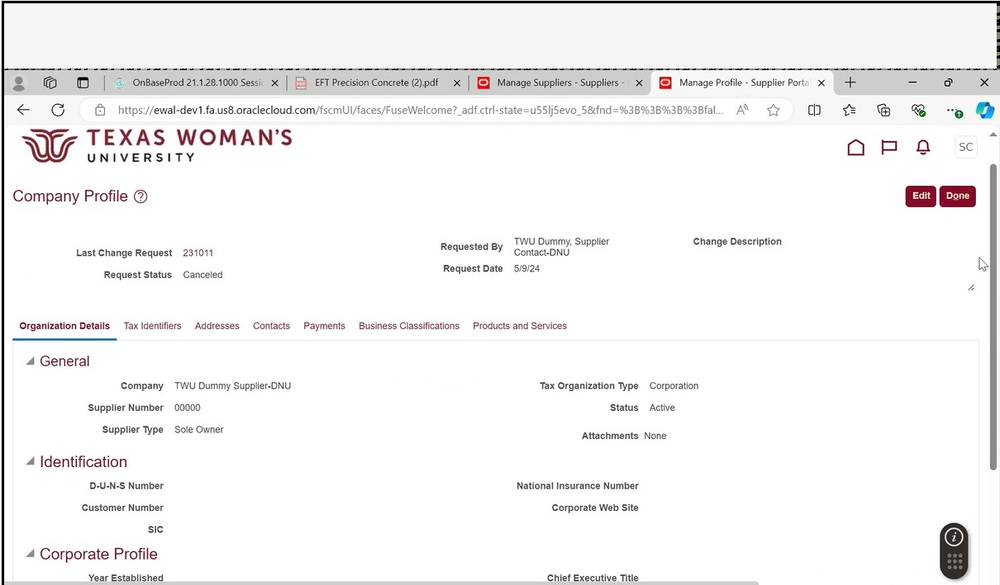 OnBaseProd 21.1.28.1000 Sessi
EFT Precision Concrete (2).pdf
Manage Suppliers - Suppliers -
Manage Profile - Supplier Portal
https://ewal-dev1.fa.us8.oraclecloud.com/fscmUI/faces/FuseWelcome?_adf.ctrl-state=u55lj5evo_5&fnd=%3B%3B%3B%3Bfal...
TEXAS WOMAN'S
UNIVERSITY
SC
Company Profile
Edit Done
Last Change Request 231011
Request Status Canceled
Requested By TWU Dummy, Supplier
Contact-DNU
Request Date 5/9/24
Change Description
Organization Details Tax Identifiers Addresses Contacts Payments Business Classifications Products and Services
General
Company TWU Dummy Supplier-DNU
Supplier Number 00000
Supplier Type Sole Owner
Tax Organization Type Corporation
Status Active
Attachments None
Identification
D-U-N-S Number
Customer Number
SIC
National Insurance Number
Corporate Web Site
Corporate Profile
Year Established
Chief Executive Title